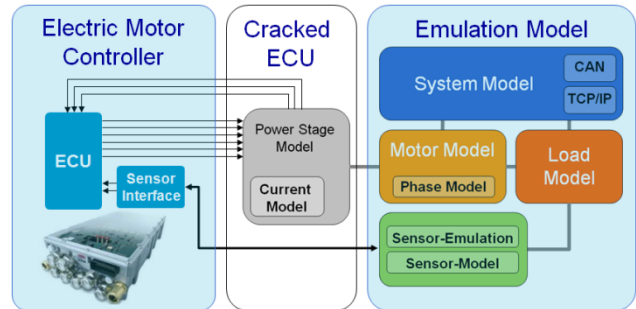 Electric Motor
Controller
ECU
Sensor
Interface
Cracked
ECU
Power Stage
Model
Current
Model
Emulation Model
System Model
CAN
TCP/IP
Motor Model
Phase Model
Load
Model
Sensor-Emulation
Sensor-Model